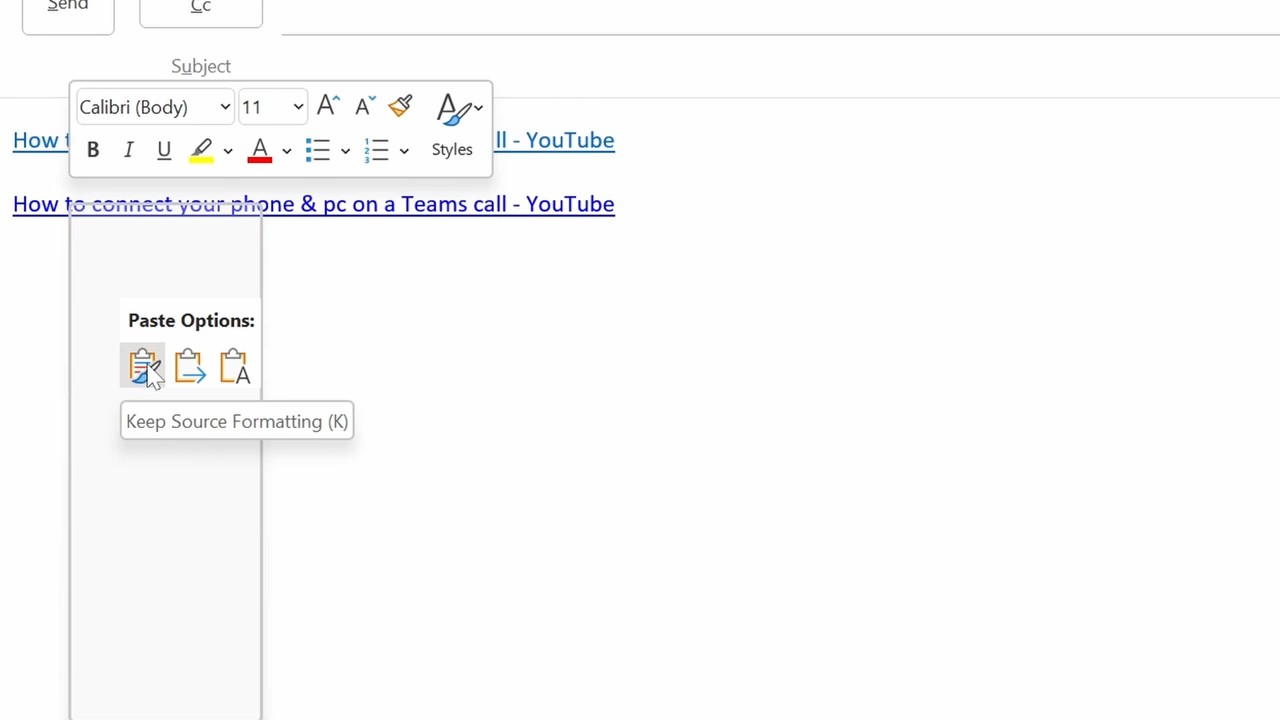 Send
Cc
Subject
Calibri (Body) 11
B I U A Styles
How t ll - YouTube
How to connect your phone & pc on a Teams call - YouTube
Paste Options:
Keep Source Formatting (K)